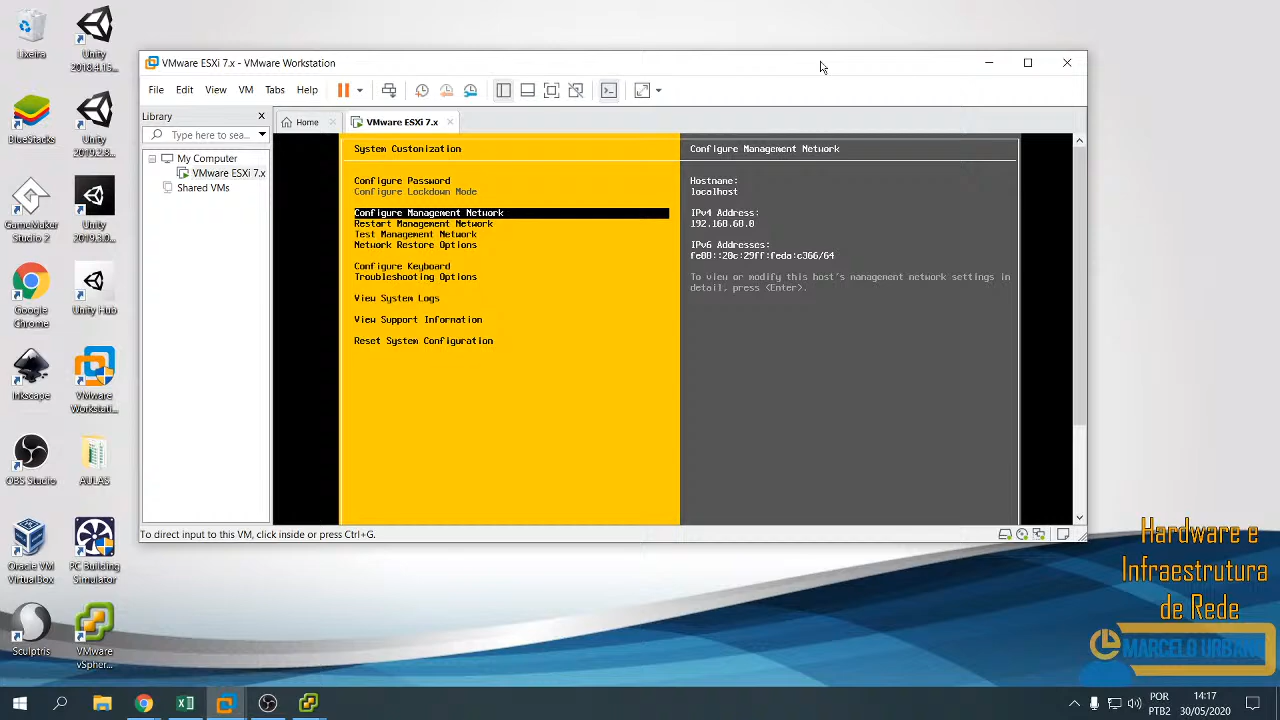 Lixeira
Unity
2018.4.15...
BlueStacks
Unity
2019.2.8...
GameMaker
Studio 2
Unity
2019.3.0...
Google
Chrome
Unity Hub
Inkscape
VMware
Workstati...
OBS Studio
AULAS
Oracle VM
VirtualBox
PC Building
Simulator
Sculptris
VMware
vSpher...
VMware ESXi 7.x - VMware Workstation
File Edit View VM Tabs Help
Library
Type here to sea...
My Computer
VMware ESXi 7.x
Shared VMs
Home
VMware ESXi 7.x
System Customization
Configure Password
Configure Lockdown Mode
Configure Management Network
Restart Management Network
Test Management Network
Network Restore Options
Configure Keyboard
Troubleshooting Options
View System Logs
View Support Information
Reset System Configuration
Configure Management Network
Hostname:
localhost
IPv4 Address:
192.168.60.0
IPv6 Addresses:
fe80::20c:29ff:feda:c366/64
To view or modify this host's management network settings in
detail, press <Enter>.
To direct input to this VM, click inside or press Ctrl+G.
Hardware e
Infraestrutura
de Rede
MARCELO URBAN
POR
PTB2
14:17
30/05/2020